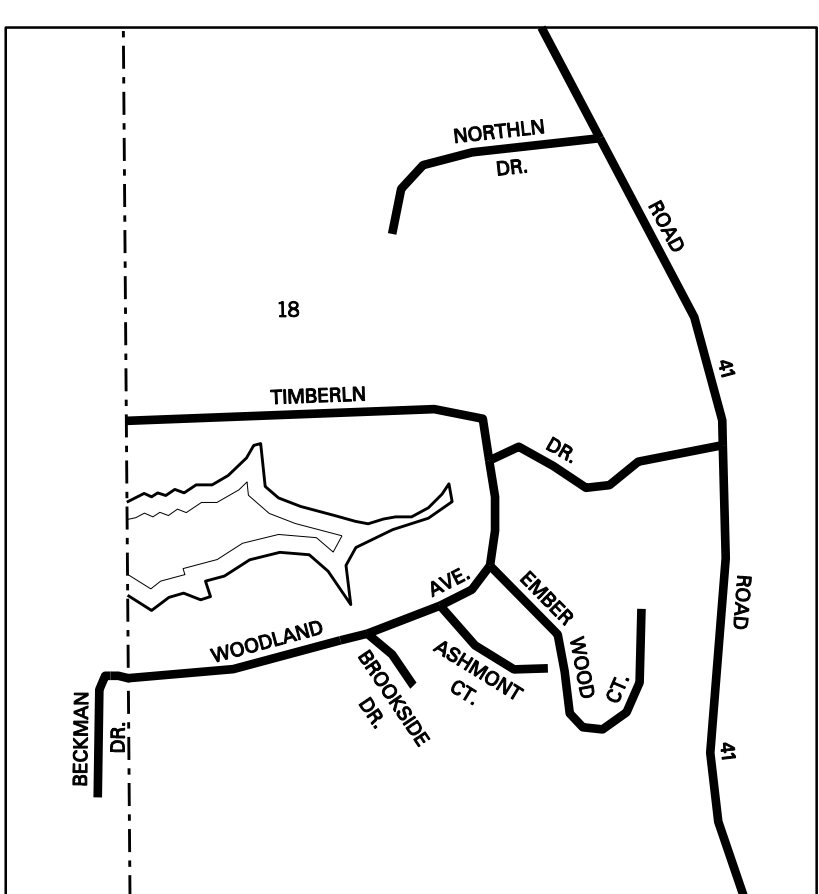 NORTHLN
DR.
ROAD
18
41
TIMBERLN
DR.
AVE.
EMBER
ROAD
WOODLAND
WOOD
CT.
ASHMONT
CT.
BROOKSIDE
DR.
BECKMAN
DR.
41